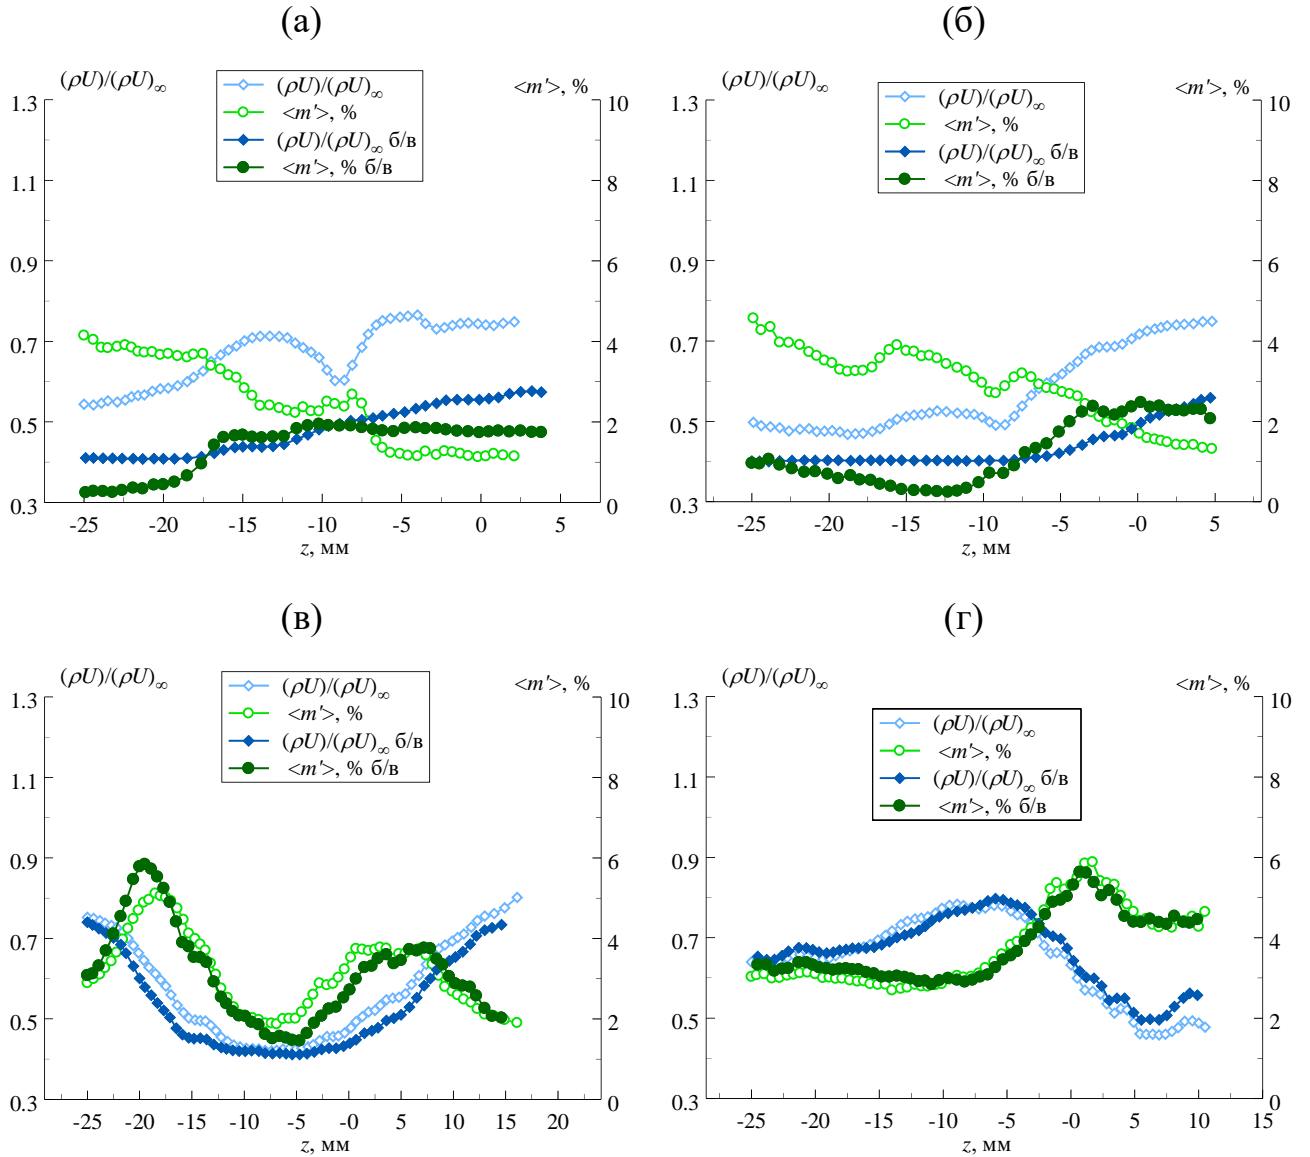 (а)
(ρU)/(ρU)∞
(ρU)/(ρU)∞
<m'>, %
(ρU)/(ρU)∞ б/в
<m'>, % б/в
<m'>, %
1.3
1.1
0.9
0.7
0.5
0.3
10
8
6
4
2
0
-25 -20 -15 -10 -5 0 5
z, мм
(б)
(ρU)/(ρU)∞
(ρU)/(ρU)∞
<m'>, %
(ρU)/(ρU)∞ б/в
<m'>, % б/в
<m'>, %
1.3
1.1
0.9
0.7
0.5
0.3
10
8
6
4
2
0
-25 -20 -15 -10 -5 -0 5
z, мм
(в)
(ρU)/(ρU)∞
(ρU)/(ρU)∞
<m'>, %
(ρU)/(ρU)∞ б/в
<m'>, % б/в
<m'>, %
1.3
1.1
0.9
0.7
0.5
0.3
10
8
6
4
2
0
-25 -20 -15 -10 -5 -0 5 10 15 20
z, мм
(г)
(ρU)/(ρU)∞
(ρU)/(ρU)∞
<m'>, %
(ρU)/(ρU)∞ б/в
<m'>, % б/в
<m'>, %
1.3
1.1
0.9
0.7
0.5
0.3
10
8
6
4
2
0
-25 -20 -15 -10 -5 -0 5 10 15
z, мм